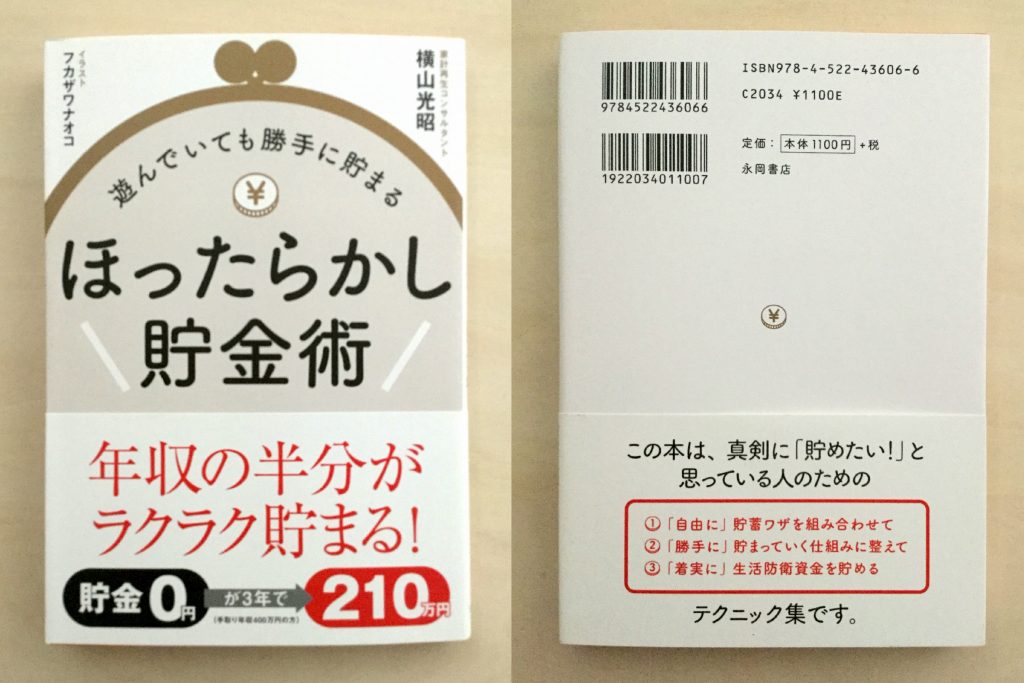 家計再生コンサルタント
横山光昭
イラスト
フカザワナオコ
遊んでいても勝手に貯まる
¥
ほったらかし
貯金術
年収の半分が
ラクラク貯まる!
貯金0円
が3年で
(手取り年収400万円の方)
210万円
9784522436066
ISBN978-4-522-43606-6
C2034 ¥1100E
1922034011007
定価: 本体1100円 +税
永岡書店
¥
この本は、真剣に「貯めたい!」と
思っている人のための
① 「自由に」貯蓄ワザを組み合わせて
② 「勝手に」貯まっていく仕組みに整えて
③ 「着実に」生活防衛資金を貯める
テクニック集です。